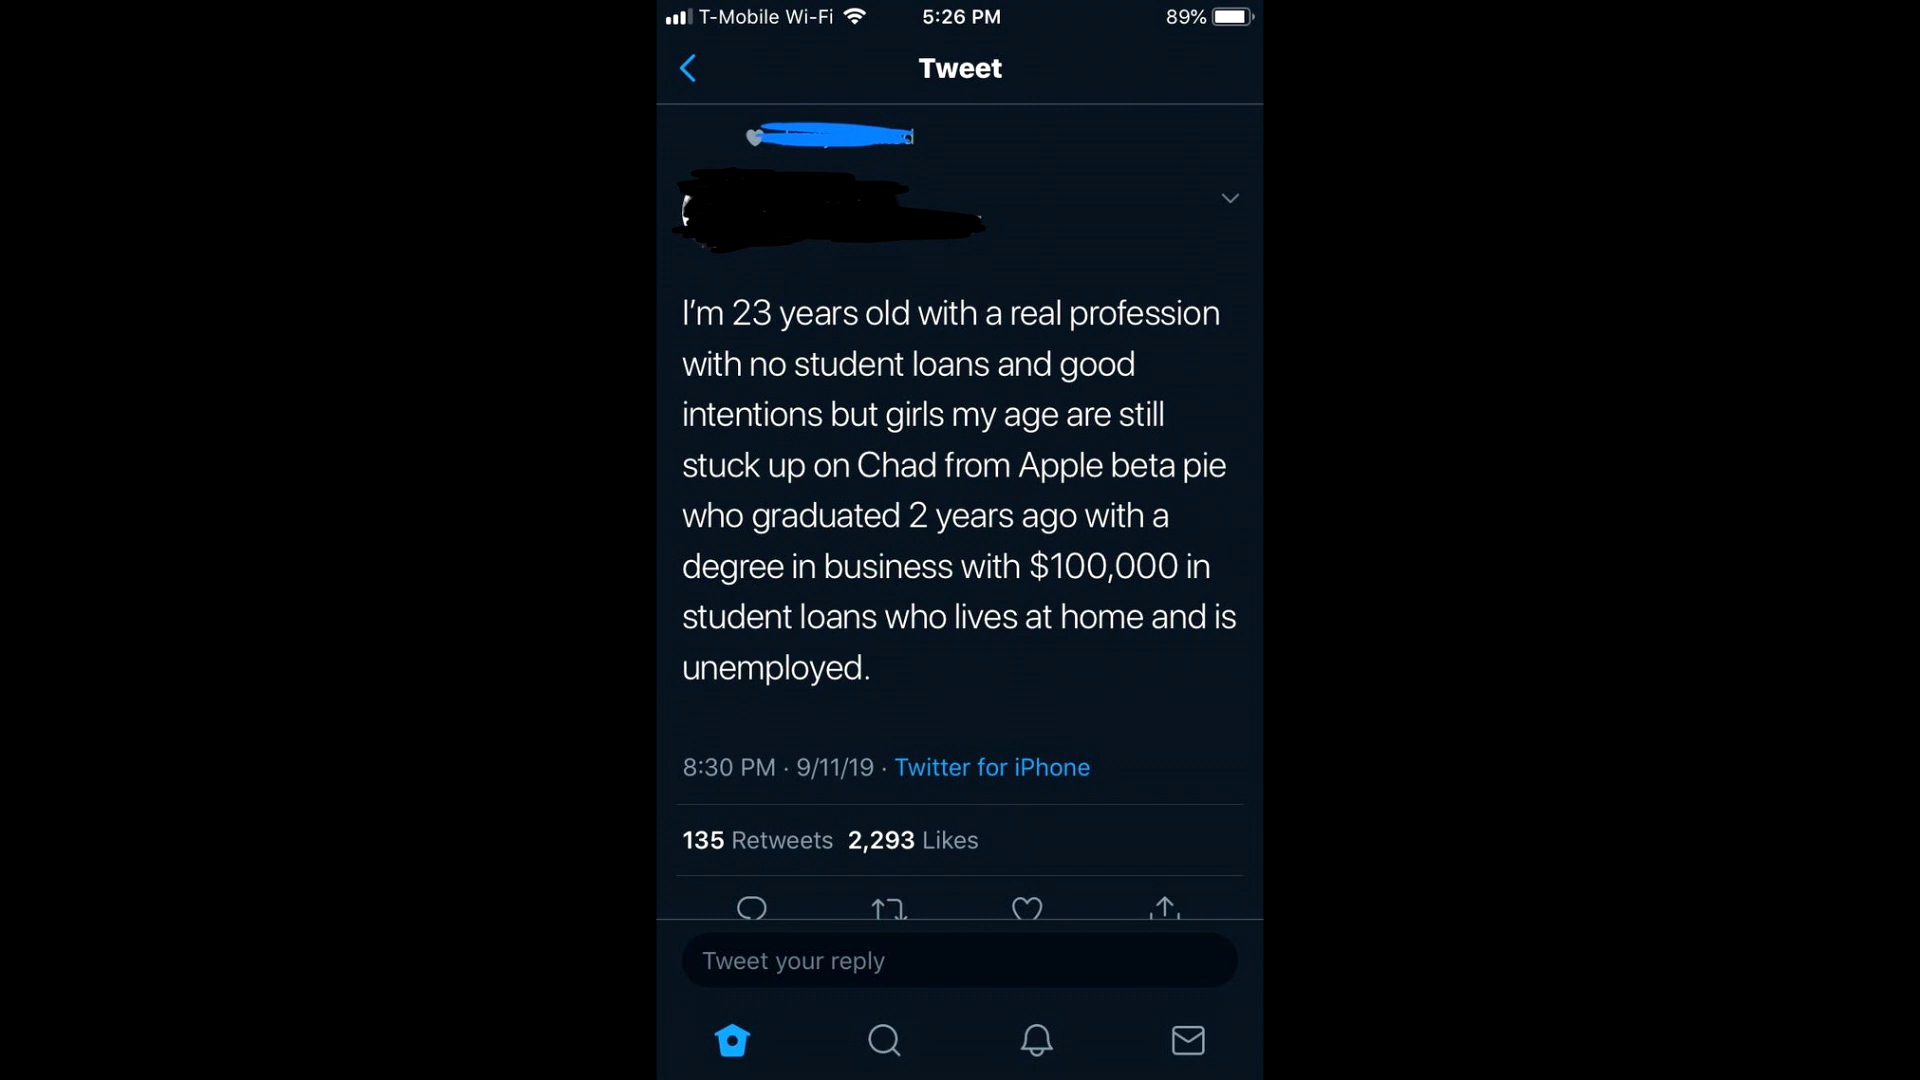 T-Mobile Wi-Fi 5:26 PM 89%
Tweet
I'm 23 years old with a real profession
with no student loans and good
intentions but girls my age are still
stuck up on Chad from Apple beta pie
who graduated 2 years ago with a
degree in business with $100,000 in
student loans who lives at home and is
unemployed.
8:30 PM · 9/11/19 · Twitter for iPhone
135 Retweets 2,293 Likes
Tweet your reply